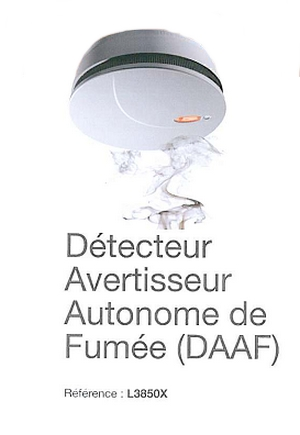 Détecteur
Avertisseur
Autonome de
Fumée (DAAF)
Référence : L3850X